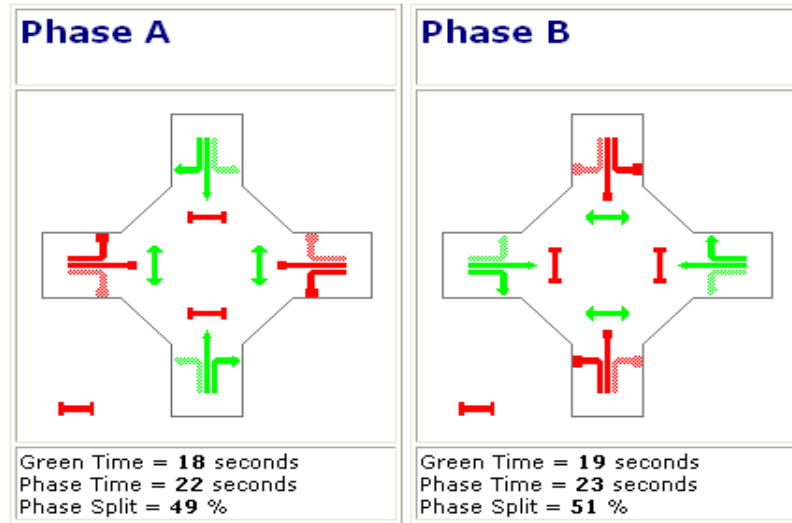 Phase A
Green Time = 18 seconds
Phase Time = 22 seconds
Phase Split = 49 %
Phase B
Green Time = 19 seconds
Phase Time = 23 seconds
Phase Split = 51 %